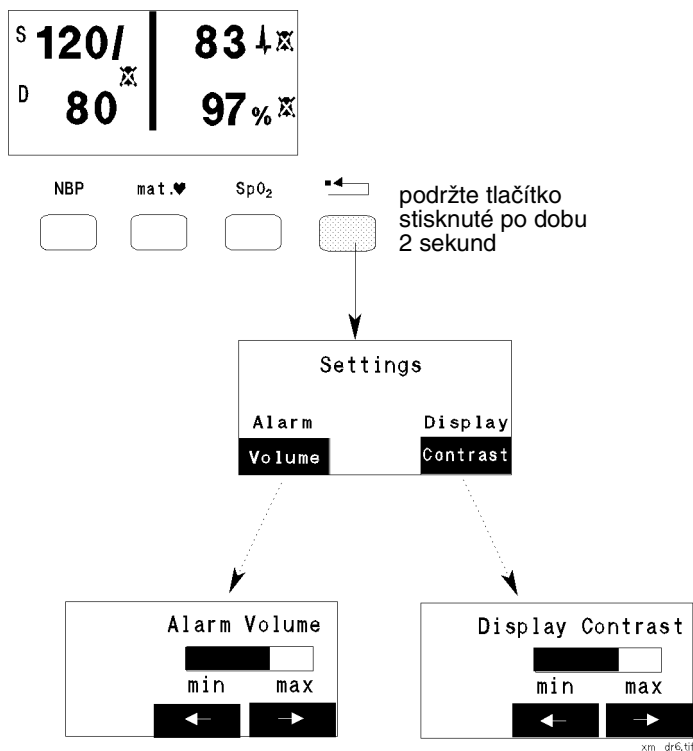 S 120/ 83
D 80 97 %
NBP mat.♥ SpO₂
podržte tlačítko
stisknuté po dobu
2 sekund
Settings
Alarm Display
Volume Contrast
Alarm Volume
min max
← →
Display Contrast
min max
← →
xm dr6.tif